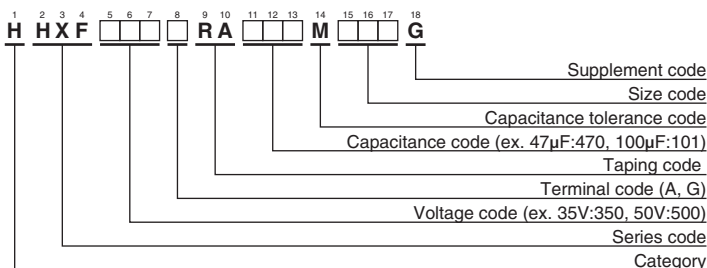 1 2 3 4 5 6 7 8 9 10 11 12 13 14 15 16 17 18
H HXF □□□ □ RA □□□ M □□□ G
Supplement code
Size code
Capacitance tolerance code
Capacitance code (ex. 47µF:470, 100µF:101)
Taping code
Terminal code (A, G)
Voltage code (ex. 35V:350, 50V:500)
Series code
Category